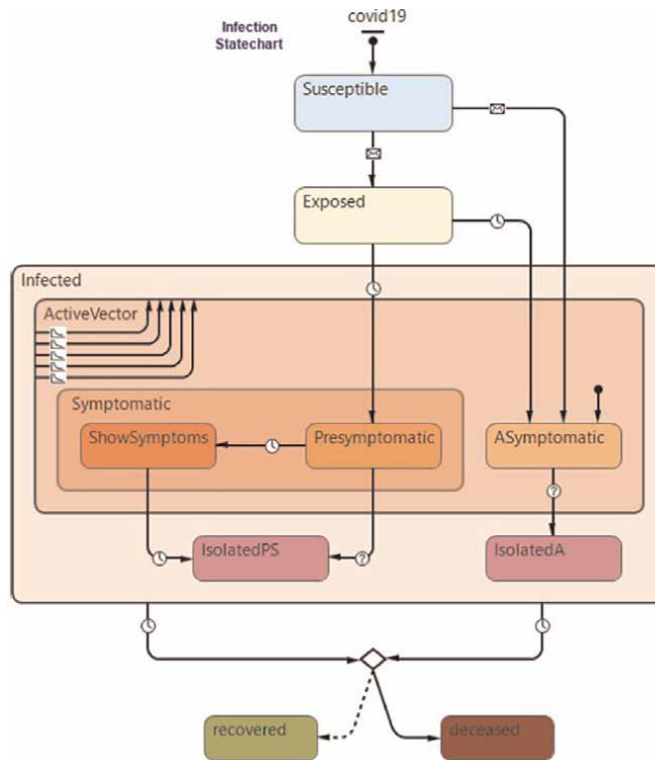 covid19
Infection
Statechart
Susceptible
Exposed
Infected
ActiveVector
Symptomatic
ShowSymptoms
Presymptomatic
ASymptomatic
?
IsolatedPS
?
IsolatedA
recovered
deceased